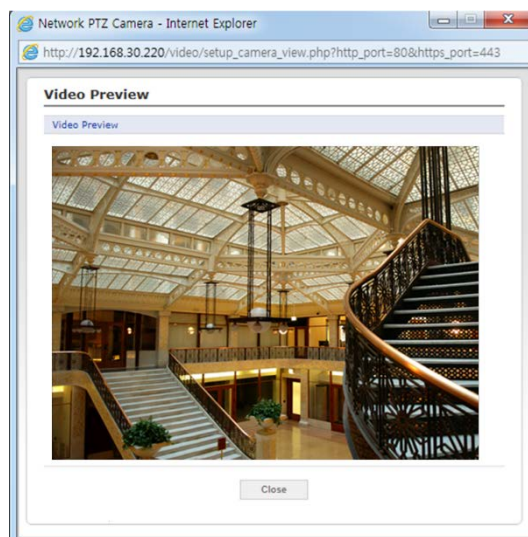 Network PTZ Camera - Internet Explorer
http://192.168.30.220/video/setup_camera_view.php?http_port=80&https_port=443
Video Preview
Video Preview
Close